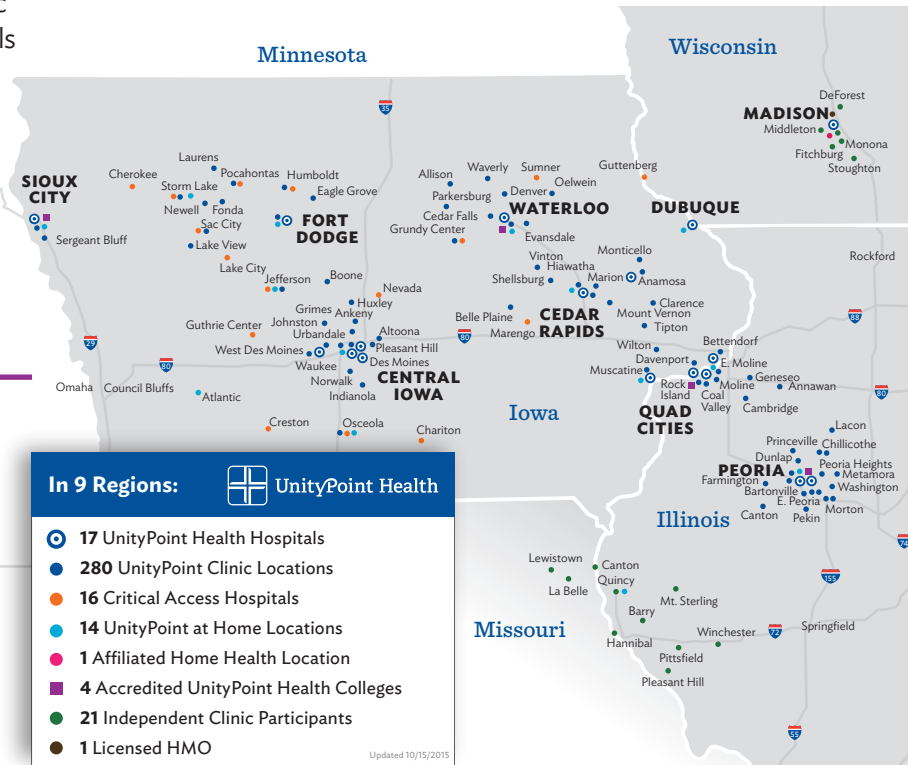 ls
Minnesota
Wisconsin
35
DeForest
MADISON
Middleton
Monona
Fitchburg
Stoughton
Laurens
Cherokee
Pocahontas
Humboldt
Storm Lake
Eagle Grove
Newell
Fonda
Sac City
SIOUX
CITY
Sergeant Bluff
FORT
DODGE
Lake View
Lake City
Jefferson
Boone
Nevada
Allison
Waverly
Sumner
Guttenberg
Oelwein
Parkersburg
Denver
WATERLOO
DUBUQUE
Cedar Falls
Grundy Center
Evansdale
Rockford
Monticello
Vinton
Hiawatha
Shellsburg
Marion
Anamosa
Huxley
Grimes
Ankeny
Guthrie Center
Johnston
Urbandale
Altoona
West Des Moines
Pleasant Hill
Waukee
Des Moines
Norwalk
CENTRAL
IOWA
Indianola
Belle Plaine
Marengo
CEDAR
RAPIDS
Clarence
Mount Vernon
Tipton
88
29
80
80
Wilton
Bettendorf
Davenport
E. Moline
Muscatine
Rock
Island
Moline
Coal
Valley
Geneseo
Annawan
80
Cambridge
QUAD
CITIES
Omaha
Council Bluffs
Atlantic
Iowa
Creston
Osceola
Chariton
Lacon
Princeville
Chillicothe
Dunlap
PEORIA
Peoria Heights
Metamora
Farmington
Washington
Bartonville
E. Peoria
Morton
Canton
Pekin
Illinois
74
155
In 9 Regions:
UnityPoint Health
17 UnityPoint Health Hospitals
280 UnityPoint Clinic Locations
16 Critical Access Hospitals
14 UnityPoint at Home Locations
1 Affiliated Home Health Location
4 Accredited UnityPoint Health Colleges
21 Independent Clinic Participants
1 Licensed HMO
Updated 10/15/2015
Lewistown
Canton
La Belle
Quincy
Mt. Sterling
Missouri
Barry
Hannibal
Winchester
72
Springfield
Pittsfield
Pleasant Hill
55